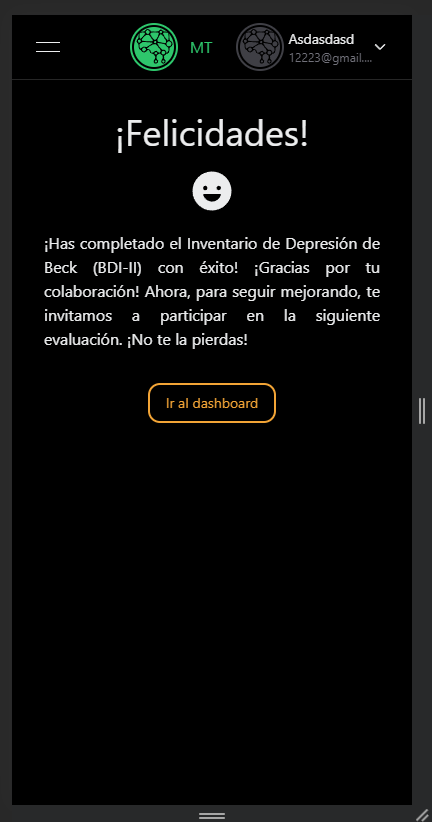 MT
Asdasdasd
12223@gmail....
¡Felicidades!
¡Has completado el Inventario de Depresión de
Beck (BDI-II) con éxito! ¡Gracias por tu
colaboración! Ahora, para seguir mejorando, te
invitamos a participar en la siguiente
evaluación. ¡No te la pierdas!
Ir al dashboard